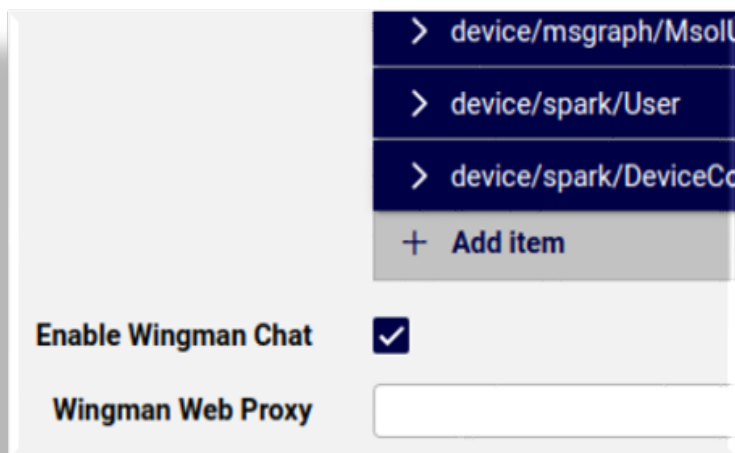 device/msgraph/Msol
device/spark/User
device/spark/DeviceCo
Add item
Enable Wingman Chat
Wingman Web Proxy